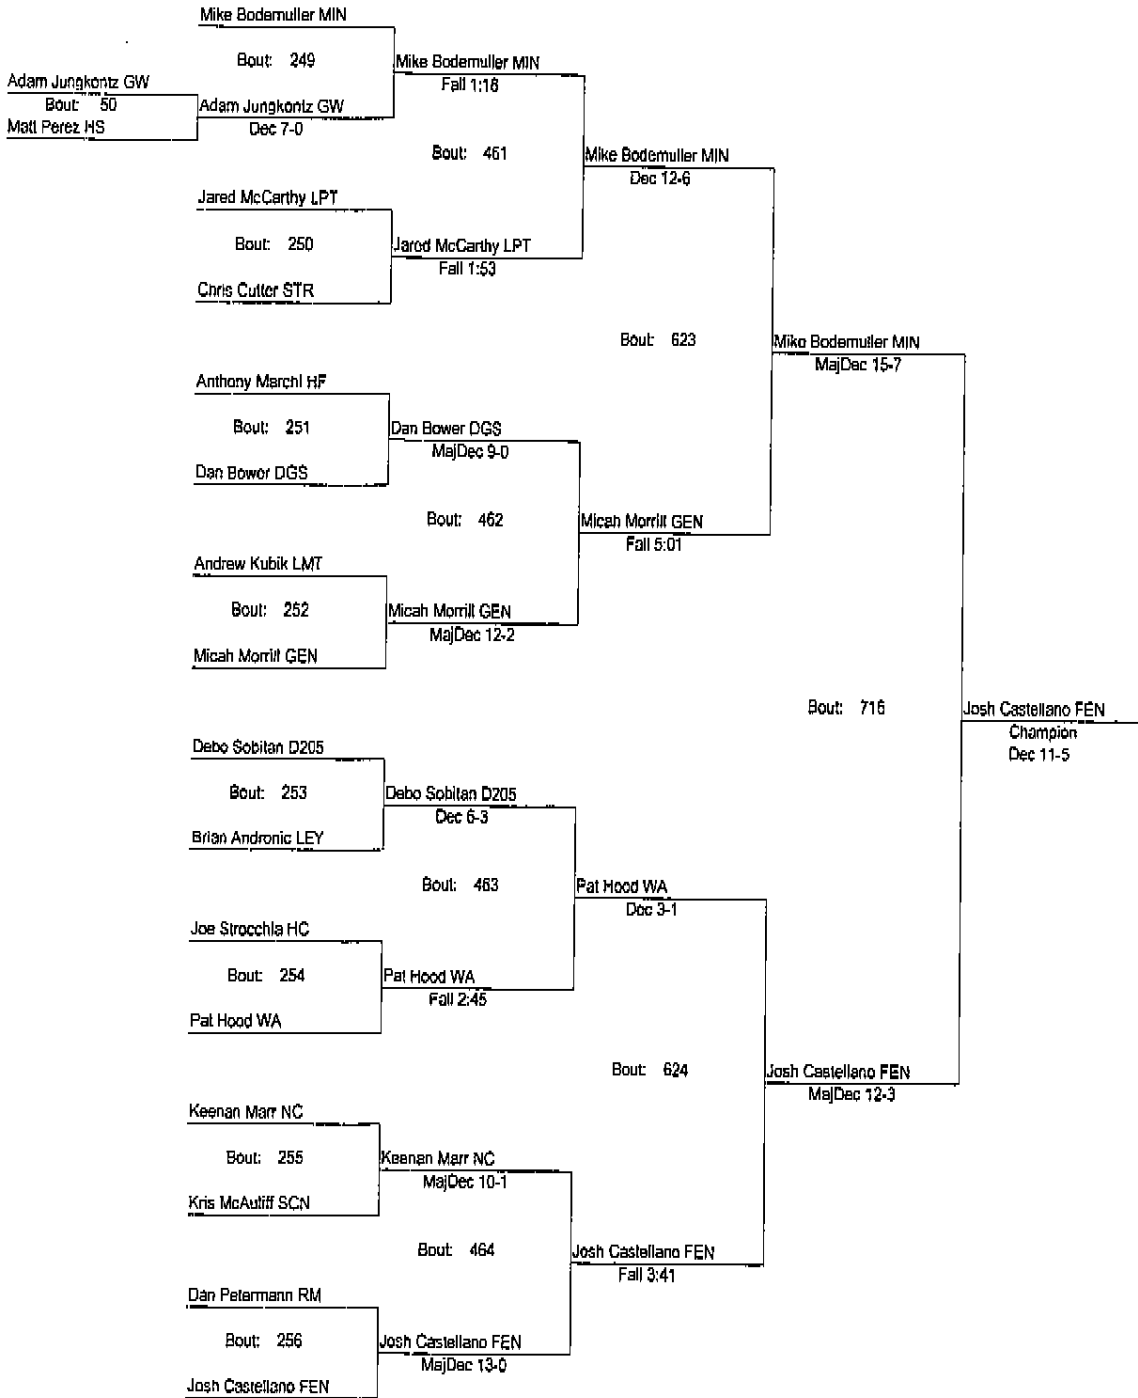 Mike Bodemuller MIN
Bout: 249
Mike Bodemuller MIN
Fall 1:18
Adam Jungkontz GW
Bout: 50
Adam Jungkontz GW
Dec 7-0
Matt Perez HS
Bout: 461
Mike Bodemuller MIN
Dec 12-6
Jared McCarthy LPT
Bout: 250
Jared McCarthy LPT
Fall 1:53
Chris Cutter STR
Bout: 623
Mike Bodemuller MIN
MajDec 15-7
Anthony Marchi HF
Bout: 251
Dan Bower DGS
MajDec 9-0
Dan Bower DGS
Bout: 462
Micah Morrill GEN
Fall 5:01
Andrew Kubik LMT
Bout: 252
Micah Morrill GEN
MajDec 12-2
Micah Morrill GEN
Bout: 716
Josh Castellano FEN
Champion
Dec 11-5
Debo Sobitan D205
Bout: 253
Debo Sobitan D205
Dec 6-3
Brian Andronic LEY
Bout: 463
Pat Hood WA
Dec 3-1
Joe Strocchia HC
Bout: 254
Pat Hood WA
Fall 2:45
Pat Hood WA
Bout: 624
Josh Castellano FEN
MajDec 12-3
Keenan Marr NC
Bout: 255
Keenan Marr NC
MajDec 10-1
Kris McAuliff SCN
Bout: 464
Josh Castellano FEN
Fall 3:41
Dan Petermann RM
Bout: 256
Josh Castellano FEN
MajDec 13-0
Josh Castellano FEN